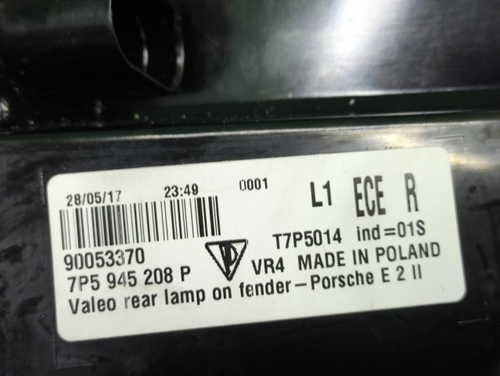 28/05/17 23:49 0001 L1 ECE R
90053370 T7P5014 ind=01S
7P5 945 208 P VR4 MADE IN POLAND
Valeo rear lamp on fender-Porsche E 2 II